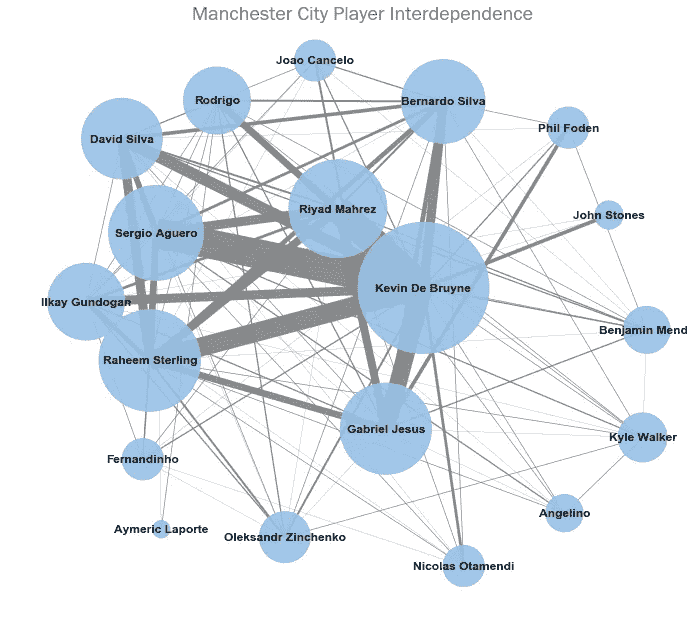 Manchester City Player Interdependence
Joao Cancelo
Rodrigo
Bernardo Silva
Phil Foden
David Silva
Riyad Mahrez
John Stones
Sergio Aguero
Kevin De Bruyne
Ilkay Gundogan
Benjamin Mend
Raheem Sterling
Gabriel Jesus
Kyle Walker
Fernandinho
Angelino
Aymeric Laporte
Oleksandr Zinchenko
Nicolas Otamendi